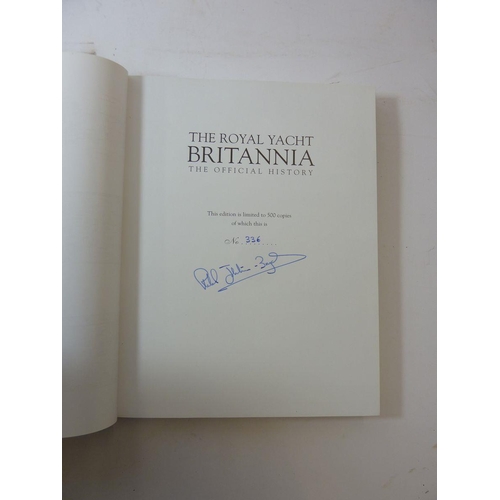 THE ROYAL YACHT
BRITANNIA
THE OFFICIAL HISTORY
This edition is limited to 500 copies
of which this is
No. 336....